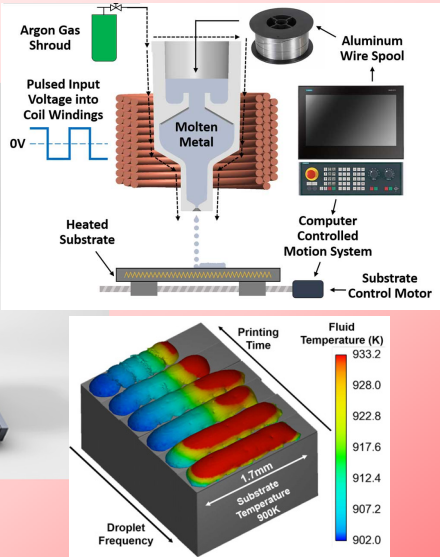 Argon Gas
Shroud
Aluminum
Wire Spool
Pulsed Input
Voltage into
Coil Windings
0V
Molten
Metal
Heated
Substrate
Computer
Controlled
Motion System
Substrate
Control Motor
Printing
Time
Fluid
Temperature (K)
933.2
928.0
922.8
917.6
912.4
907.2
902.0
1.7mm
Substrate
Temperature
900K
Droplet
Frequency